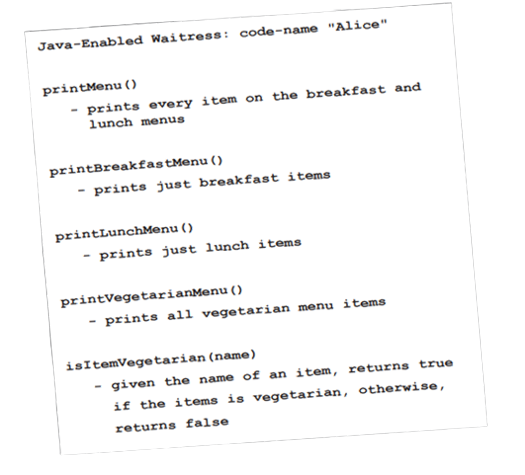 Java-Enabled Waitress: code-name "Alice"
printMenu()
- prints every item on the breakfast and
lunch menus
printBreakfastMenu()
- prints just breakfast items
printLunchMenu()
- prints just lunch items
printVegetarianMenu()
- prints all vegetarian menu items
isItemVegetarian(name)
- given the name of an item, returns true
if the items is vegetarian, otherwise,
returns false